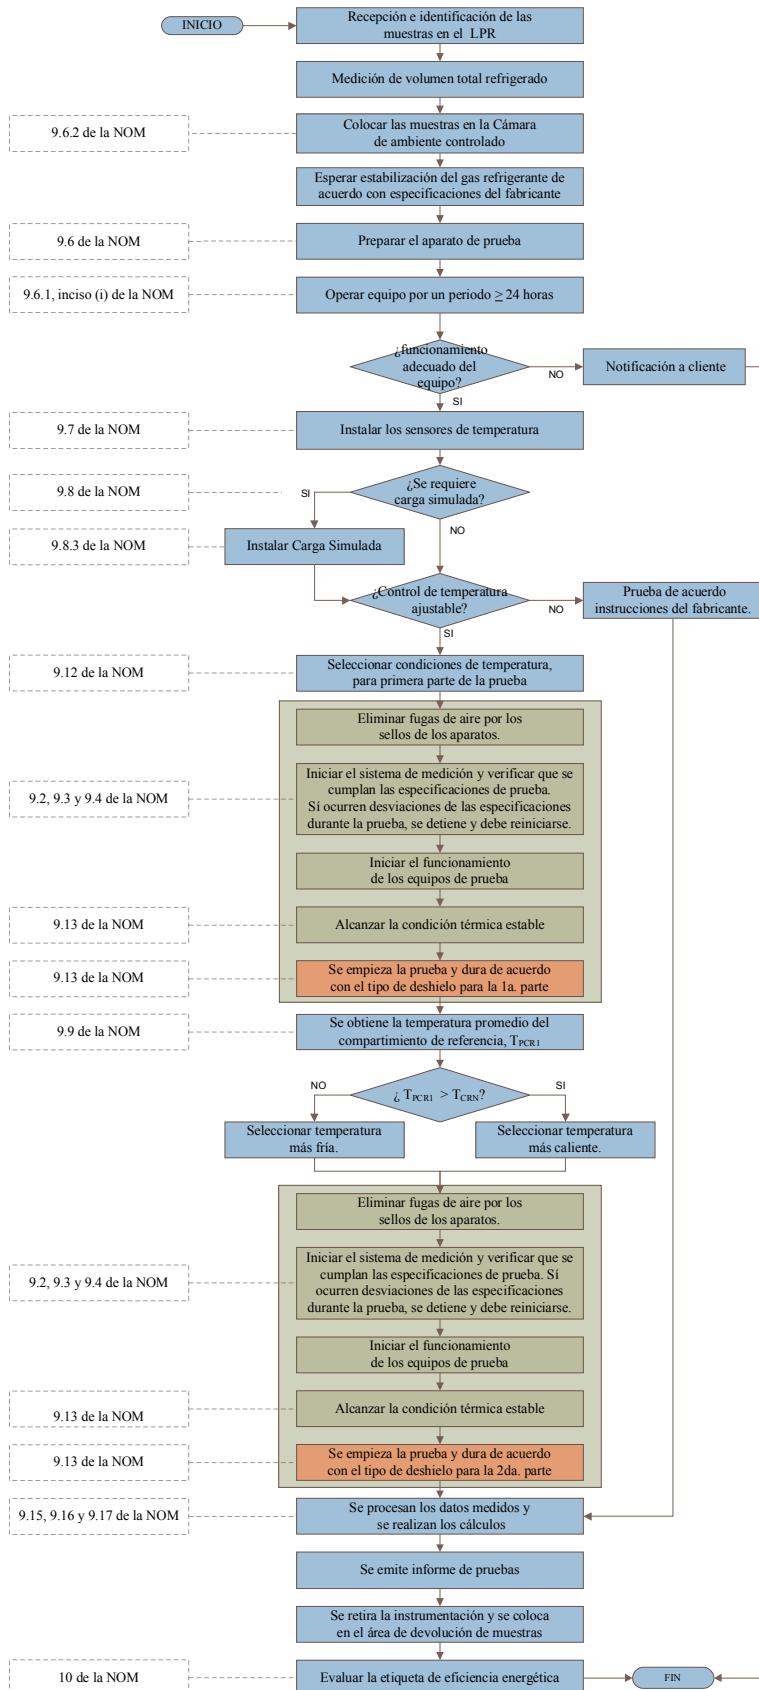 INICIO
Recepción e identificación de las
muestras en el LPR
Medición de volumen total refrigerado
9.6.2 de la NOM
Colocar las muestras en la Cámara
de ambiente controlado
Esperar estabilización del gas refrigerante de
acuerdo con especificaciones del fabricante
9.6 de la NOM
Preparar el aparato de prueba
9.6.1, inciso (i) de la NOM
Operar equipo por un periodo ≥ 24 horas
¿funcionamiento
adecuado del
equipo?
NO
Notificación a cliente
SI
9.7 de la NOM
Instalar los sensores de temperatura
9.8 de la NOM
SI
¿Se requiere
carga simulada?
NO
9.8.3 de la NOM
Instalar Carga Simulada
¿Control de temperatura
ajustable?
NO
Prueba de acuerdo
instrucciones del fabricante.
SI
9.12 de la NOM
Seleccionar condiciones de temperatura,
para primera parte de la prueba
Eliminar fugas de aire por los
sellos de los aparatos.
9.2, 9.3 y 9.4 de la NOM
Iniciar el sistema de medición y verificar que se
cumplan las especificaciones de prueba.
Sí ocurren desviaciones de las especificaciones
durante la prueba, se detiene y debe reiniciarse.
Iniciar el funcionamiento
de los equipos de prueba
9.13 de la NOM
Alcanzar la condición térmica estable
9.13 de la NOM
Se empieza la prueba y dura de acuerdo
con el tipo de deshielo para la 1a. parte
9.9 de la NOM
Se obtiene la temperatura promedio del
compartimiento de referencia, TPCR1
NO
¿ TPCR1 > TCRN?
SI
Seleccionar temperatura
más fría.
Seleccionar temperatura
más caliente.
Eliminar fugas de aire por los
sellos de los aparatos.
9.2, 9.3 y 9.4 de la NOM
Iniciar el sistema de medición y verificar que se
cumplan las especificaciones de prueba. Sí
ocurren desviaciones de las especificaciones
durante la prueba, se detiene y debe reiniciarse.
Iniciar el funcionamiento
de los equipos de prueba
9.13 de la NOM
Alcanzar la condición térmica estable
9.13 de la NOM
Se empieza la prueba y dura de acuerdo
con el tipo de deshielo para la 2da. parte
9.15, 9.16 y 9.17 de la NOM
Se procesan los datos medidos y
se realizan los cálculos
Se emite informe de pruebas
Se retira la instrumentación y se coloca
en el área de devolución de muestras
10 de la NOM
Evaluar la etiqueta de eficiencia energética
FIN